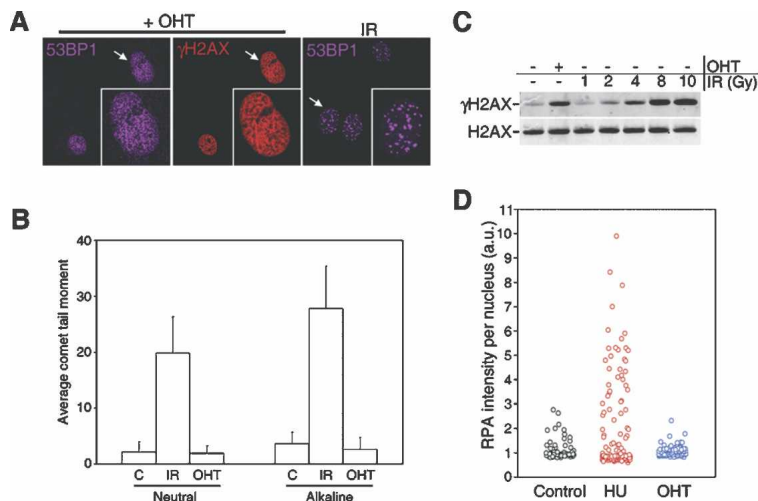 A
+ OHT
IR
53BP1
γH2AX
53BP1
B
Average comet tail moment
40
30
20
10
0
C IR OHT
Neutral
C IR OHT
Alkaline
C
- + - - - - - OHT
- - 1 2 4 8 10 IR (Gy)
γH2AX-
H2AX-
D
RPA intensity per nucleus (a.u.)
11
10
9
8
7
6
5
4
3
2
1
1
Control HU OHT